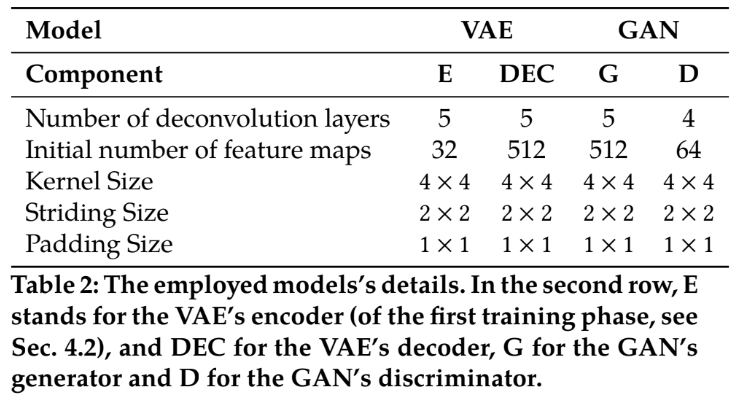 Model VAE GAN
Component E DEC G D
Number of deconvolution layers 5 5 5 4
Initial number of feature maps 32 512 512 64
Kernel Size 4 × 4 4 × 4 4 × 4 4 × 4
Striding Size 2 × 2 2 × 2 2 × 2 2 × 2
Padding Size 1 × 1 1 × 1 1 × 1 1 × 1
Table 2: The employed models's details. In the second row, E
stands for the VAE's encoder (of the first training phase, see
Sec. 4.2), and DEC for the VAE's decoder, G for the GAN's
generator and D for the GAN's discriminator.